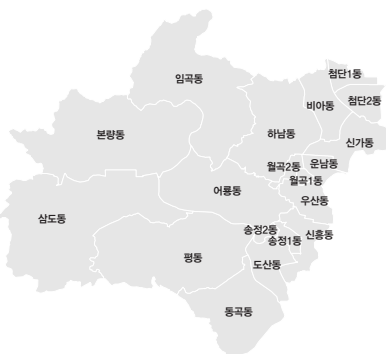 첨단1동
임곡동
첨단2동
비아동
본량동
하남동
신가동
월곡2동
운남동
월곡1동
어룡동
우산동
삼도동
송정2동
신흥동
송정1동
평동
도산동
동곡동